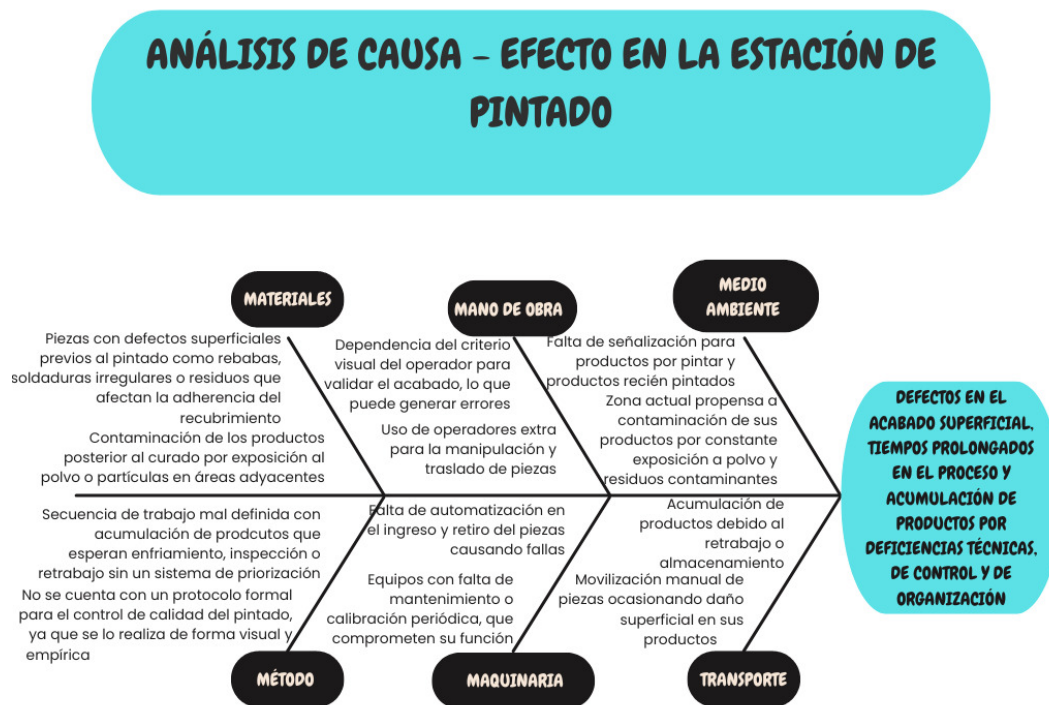 ANÁLISIS DE CAUSA - EFECTO EN LA ESTACIÓN DE
PINTADO
MATERIALES
Piezas con defectos superficiales
previos al pintado como rebabas,
soldaduras irregulares o residuos que
afectan la adherencia del
recubrimiento
Contaminación de los productos
posterior al curado por exposición al
polvo o partículas en áreas adyacentes
MANO DE OBRA
Dependencia del criterio
visual del operador para
validar el acabado, lo que
puede generar errores
Uso de operadores extra
para la manipulación y
traslado de piezas
MEDIO
AMBIENTE
Falta de señalización para
productos por pintar y
productos recién pintados
Zona actual propensa a
contaminación de sus
productos por constante
exposición a polvo y
residuos contaminantes
Secuencia de trabajo mal definida con
acumulación de prodcutos que
esperan enfriamiento, inspección o
retrabajo sin un sistema de priorización
No se cuenta con un protocolo formal
para el control de calidad del pintado,
ya que se lo realiza de forma visual y
empírica
MÉTODO
Falta de automatización en
el ingreso y retiro del piezas
causando fallas
Equipos con falta de
mantenimiento o
calibración periódica, que
comprometen su función
MAQUINARIA
Acumulación de
productos debido al
retrabajo o
almacenamiento
Movilización manual de
piezas ocasionando daño
superficial en sus
productos
TRANSPORTE
DEFECTOS EN EL
ACABADO SUPERFICIAL,
TIEMPOS PROLONGADOS
EN EL PROCESO Y
ACUMULACIÓN DE
PRODUCTOS POR
DEFICIENCIAS TÉCNICAS,
DE CONTROL Y DE
ORGANIZACIÓN